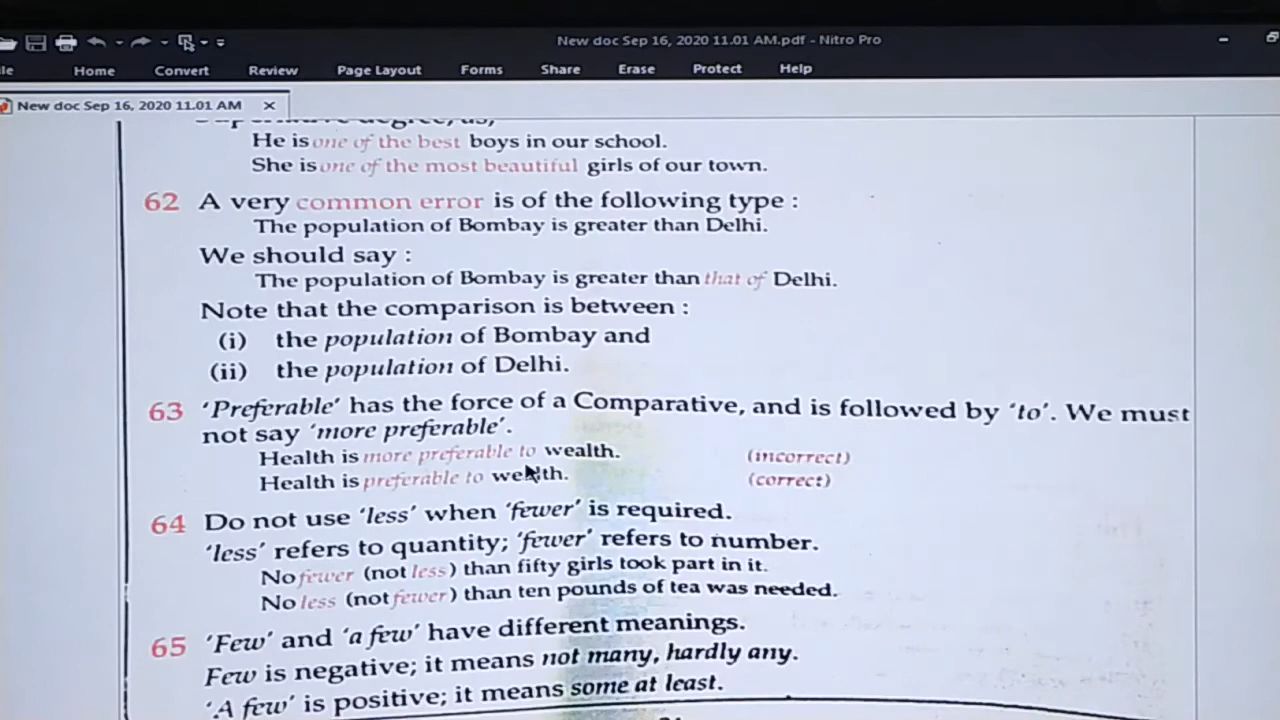 New doc Sep 16, 2020 11.01 AM.pdf - Nitro Pro
Home Convert Review Page Layout Forms Share Erase Protect Help
New doc Sep 16, 2020 11.01 AM ×
He is one of the best boys in our school.
She is one of the most beautiful girls of our town.
62 A very common error is of the following type :
The population of Bombay is greater than Delhi.
We should say :
The population of Bombay is greater than that of Delhi.
Note that the comparison is between :
(i) the population of Bombay and
(ii) the population of Delhi.
63 'Preferable' has the force of a Comparative, and is followed by 'to'. We must
not say 'more preferable'.
Health is more preferable to wealth. (incorrect)
Health is preferable to wealth. (correct)
64 Do not use 'less' when 'fewer' is required.
'less' refers to quantity; 'fewer' refers to number.
No fewer (not less) than fifty girls took part in it.
No less (not fewer) than ten pounds of tea was needed.
65 'Few' and 'a few' have different meanings.
Few is negative; it means not many, hardly any.
'A few' is positive; it means some at least.